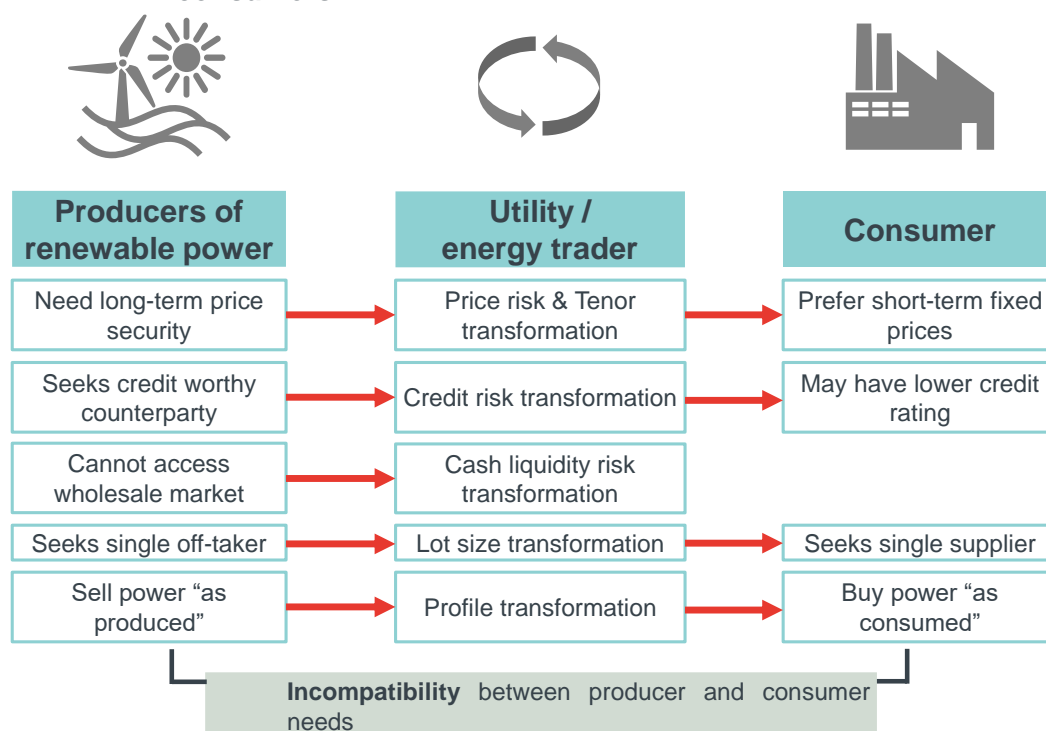 Producers of
renewable power
Utility /
energy trader
Consumer
Need long-term price
security
Price risk & Tenor
transformation
Prefer short-term fixed
prices
Seeks credit worthy
counterparty
Credit risk transformation
May have lower credit
rating
Cannot access
wholesale market
Cash liquidity risk
transformation
Seeks single off-taker
Lot size transformation
Seeks single supplier
Sell power “as
produced”
Profile transformation
Buy power “as
consumed”
Incompatibility between producer and consumer
needs